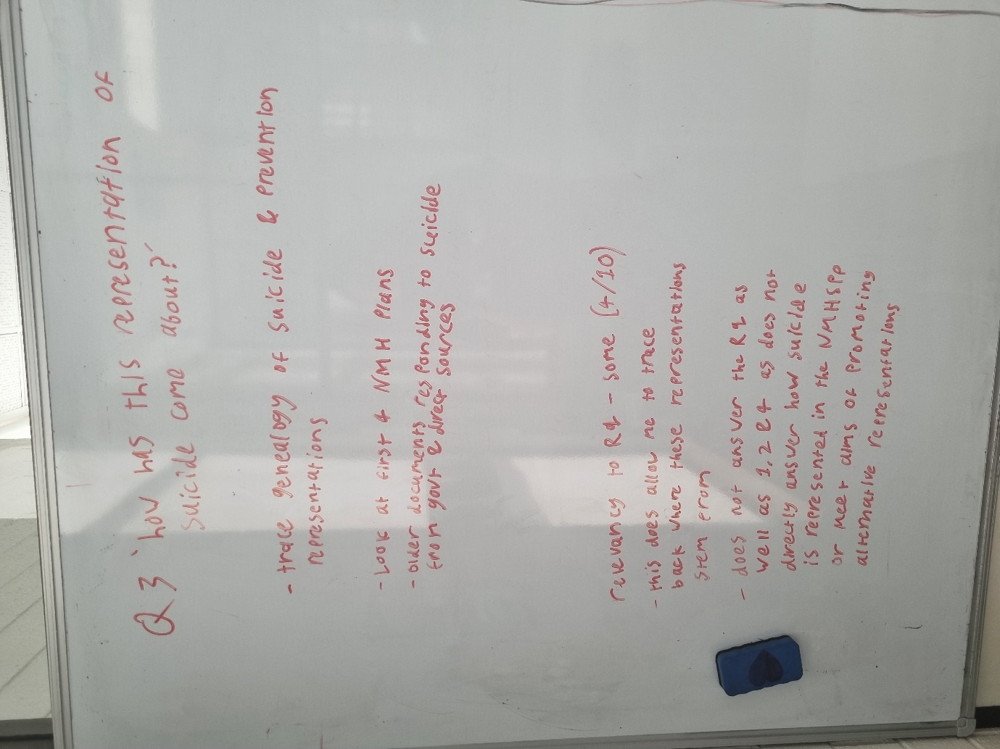 Q3 'how has this representation of
suicide come about?'
- trace genealogy of suicide & prevention
representations
- Look at first 4 NMH Plans
- older documents responding to suicide
from govt & direct sources
relevancy to RQ - some (4/10)
- this does allow me to trace
back where these representations
stem from
- does not answer the RQ as
well as 1, 2 & 4 as does not
directly answer how suicide
is represented in the NMHSPP
or meet aims of promoting
alternative representations